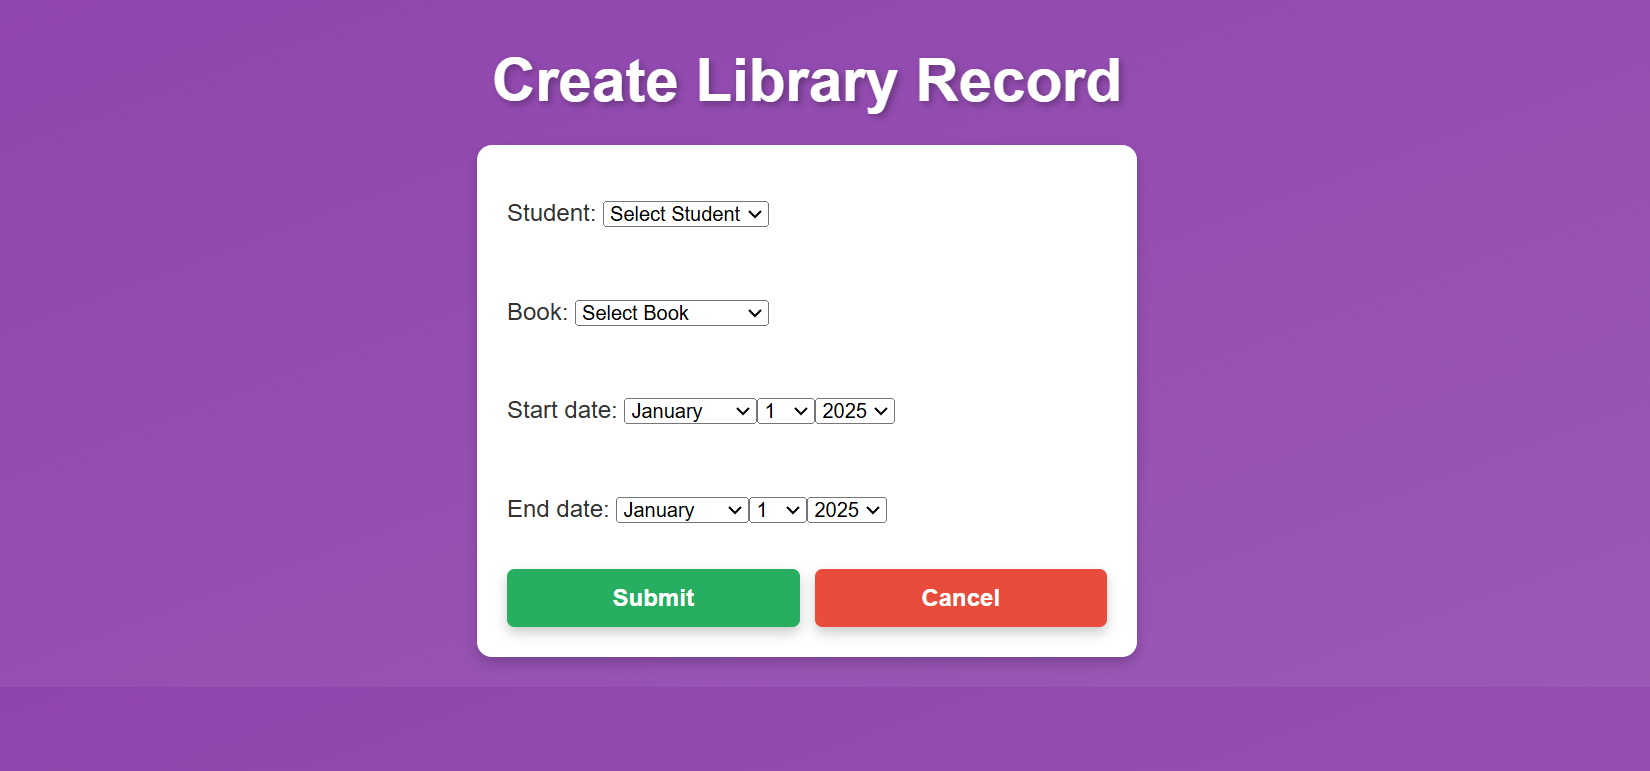 Create Library Record
Student: Select Student
Book: Select Book
Start date: January 1 2025
End date: January 1 2025
Submit Cancel